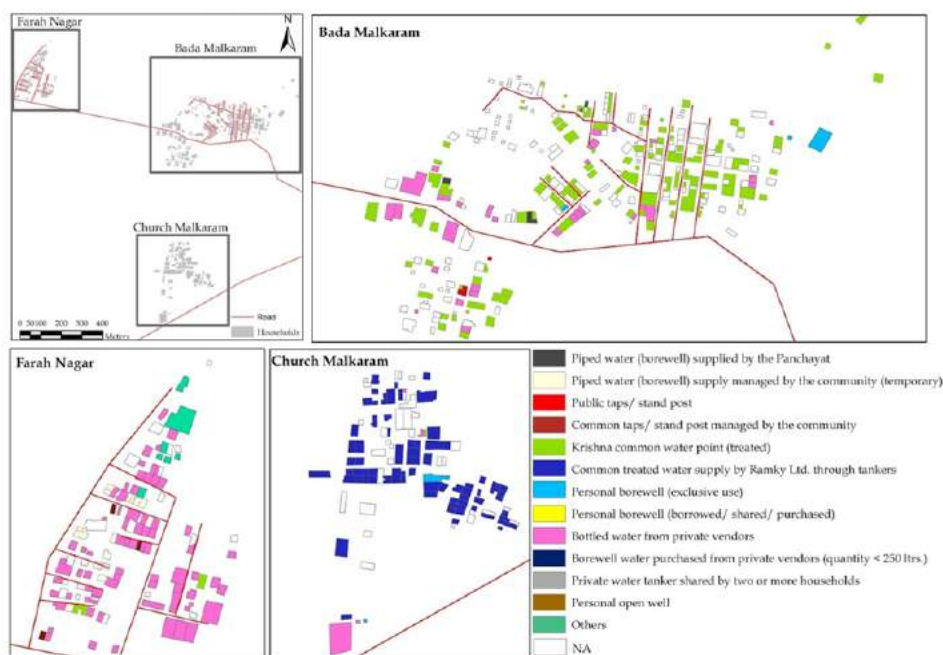 Farah Nagar
N
Bada Malkaram
Church Malkaram
Road
Households
0 50 100 200 300 400
Meters
Bada Malkaram
Farah Nagar
Church Malkaram
Piped water (borewell) supplied by the Panchayat
Piped water (borewell) supply managed by the community (temporary)
Public taps/ stand post
Common taps/ stand post managed by the community
Krishna common water point (treated)
Common treated water supply by Ramky Ltd. through tankers
Personal borewell (exclusive use)
Personal borewell (borrowed/ shared/ purchased)
Bottled water from private vendors
Borewell water purchased from private vendors (quantity < 250 ltrs.)
Private water tanker shared by two or more households
Personal open well
Others
NA